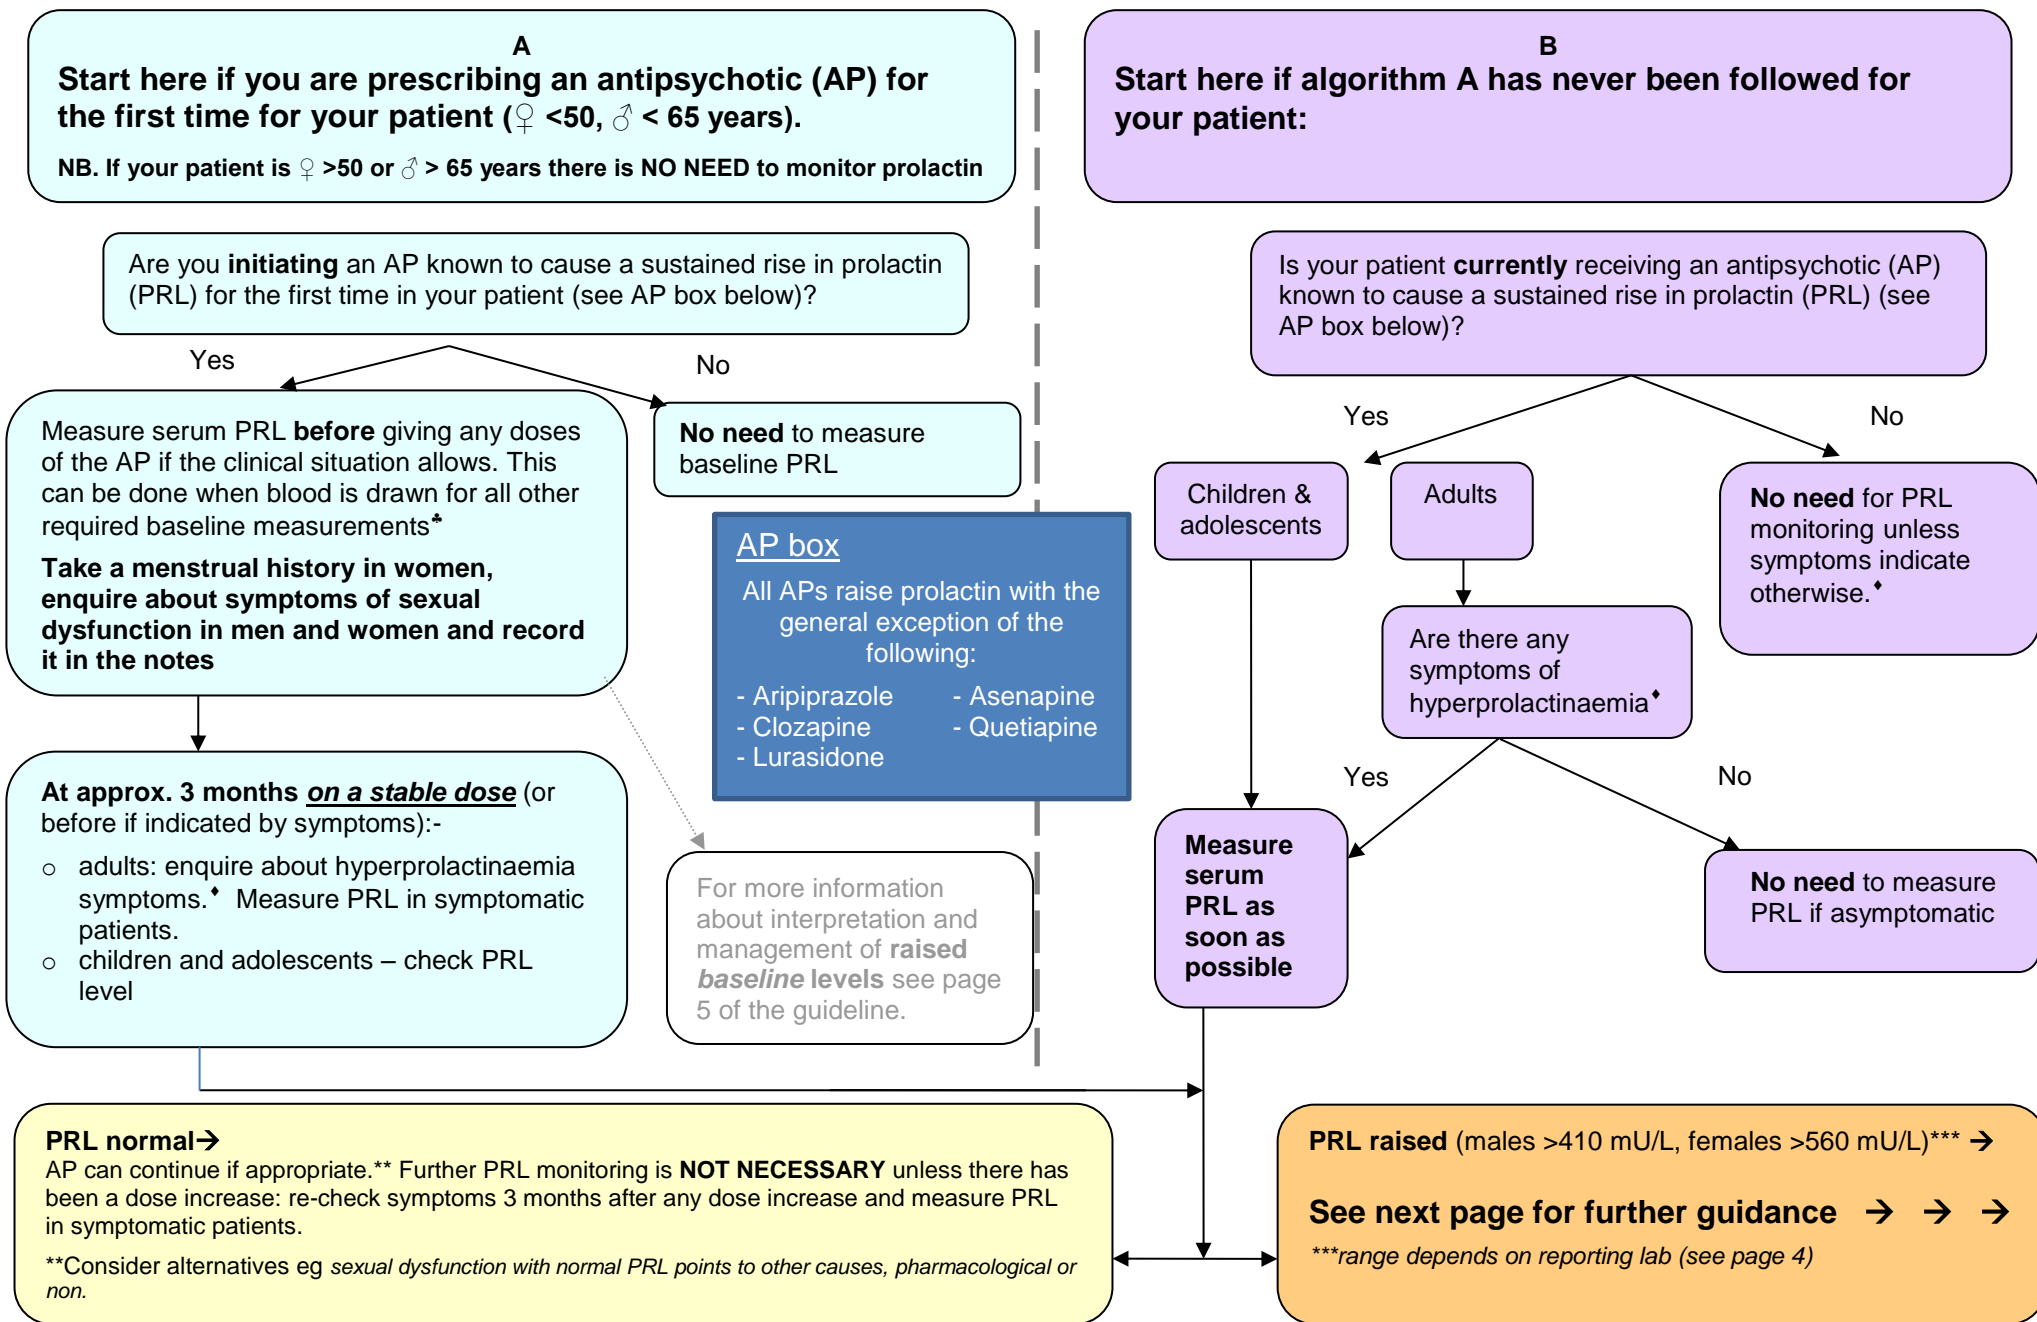 A
Start here if you are prescribing an antipsychotic (AP) for
the first time for your patient (♀ <50, ♂ < 65 years).
NB. If your patient is ♀ >50 or ♂ > 65 years there is NO NEED to monitor prolactin
B
Start here if algorithm A has never been followed for
your patient:
Are you initiating an AP known to cause a sustained rise in prolactin
(PRL) for the first time in your patient (see AP box below)?
Yes
No
Measure serum PRL before giving any doses
of the AP if the clinical situation allows. This
can be done when blood is drawn for all other
required baseline measurements♣
Take a menstrual history in women,
enquire about symptoms of sexual
dysfunction in men and women and record
it in the notes
No need to measure
baseline PRL
At approx. 3 months on a stable dose (or
before if indicated by symptoms):-
o adults: enquire about hyperprolactinaemia
symptoms.♦ Measure PRL in symptomatic
patients.
o children and adolescents – check PRL
level
AP box
All APs raise prolactin with the
general exception of the
following:
- Aripiprazole - Asenapine
- Clozapine - Quetiapine
- Lurasidone
For more information
about interpretation and
management of raised
baseline levels see page
5 of the guideline.
Is your patient currently receiving an antipsychotic (AP)
known to cause a sustained rise in prolactin (PRL) (see
AP box below)?
Yes
No
Children &
adolescents
Adults
No need for PRL
monitoring unless
symptoms indicate
otherwise.♦
Are there any
symptoms of
hyperprolactinaemia♦
Yes
No
Measure
serum
PRL as
soon as
possible
No need to measure
PRL if asymptomatic
PRL normal→
AP can continue if appropriate.** Further PRL monitoring is NOT NECESSARY unless there has
been a dose increase: re-check symptoms 3 months after any dose increase and measure PRL
in symptomatic patients.
**Consider alternatives eg sexual dysfunction with normal PRL points to other causes, pharmacological or
non.
PRL raised (males >410 mU/L, females >560 mU/L)*** →
See next page for further guidance → → →
***range depends on reporting lab (see page 4)